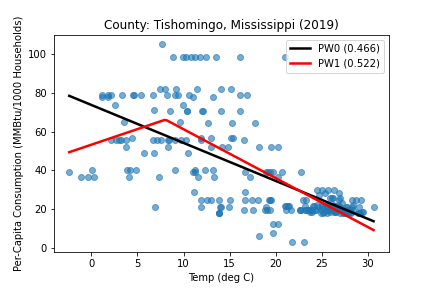 County: Tishomingo, Mississippi (2019)
PW0 (0.466)
PW1 (0.522)
Per-Capita Consumption (MMBtu/1000 Households)
100
80
60
40
20
0
0 5 10 15 20 25 30
Temp (deg C)